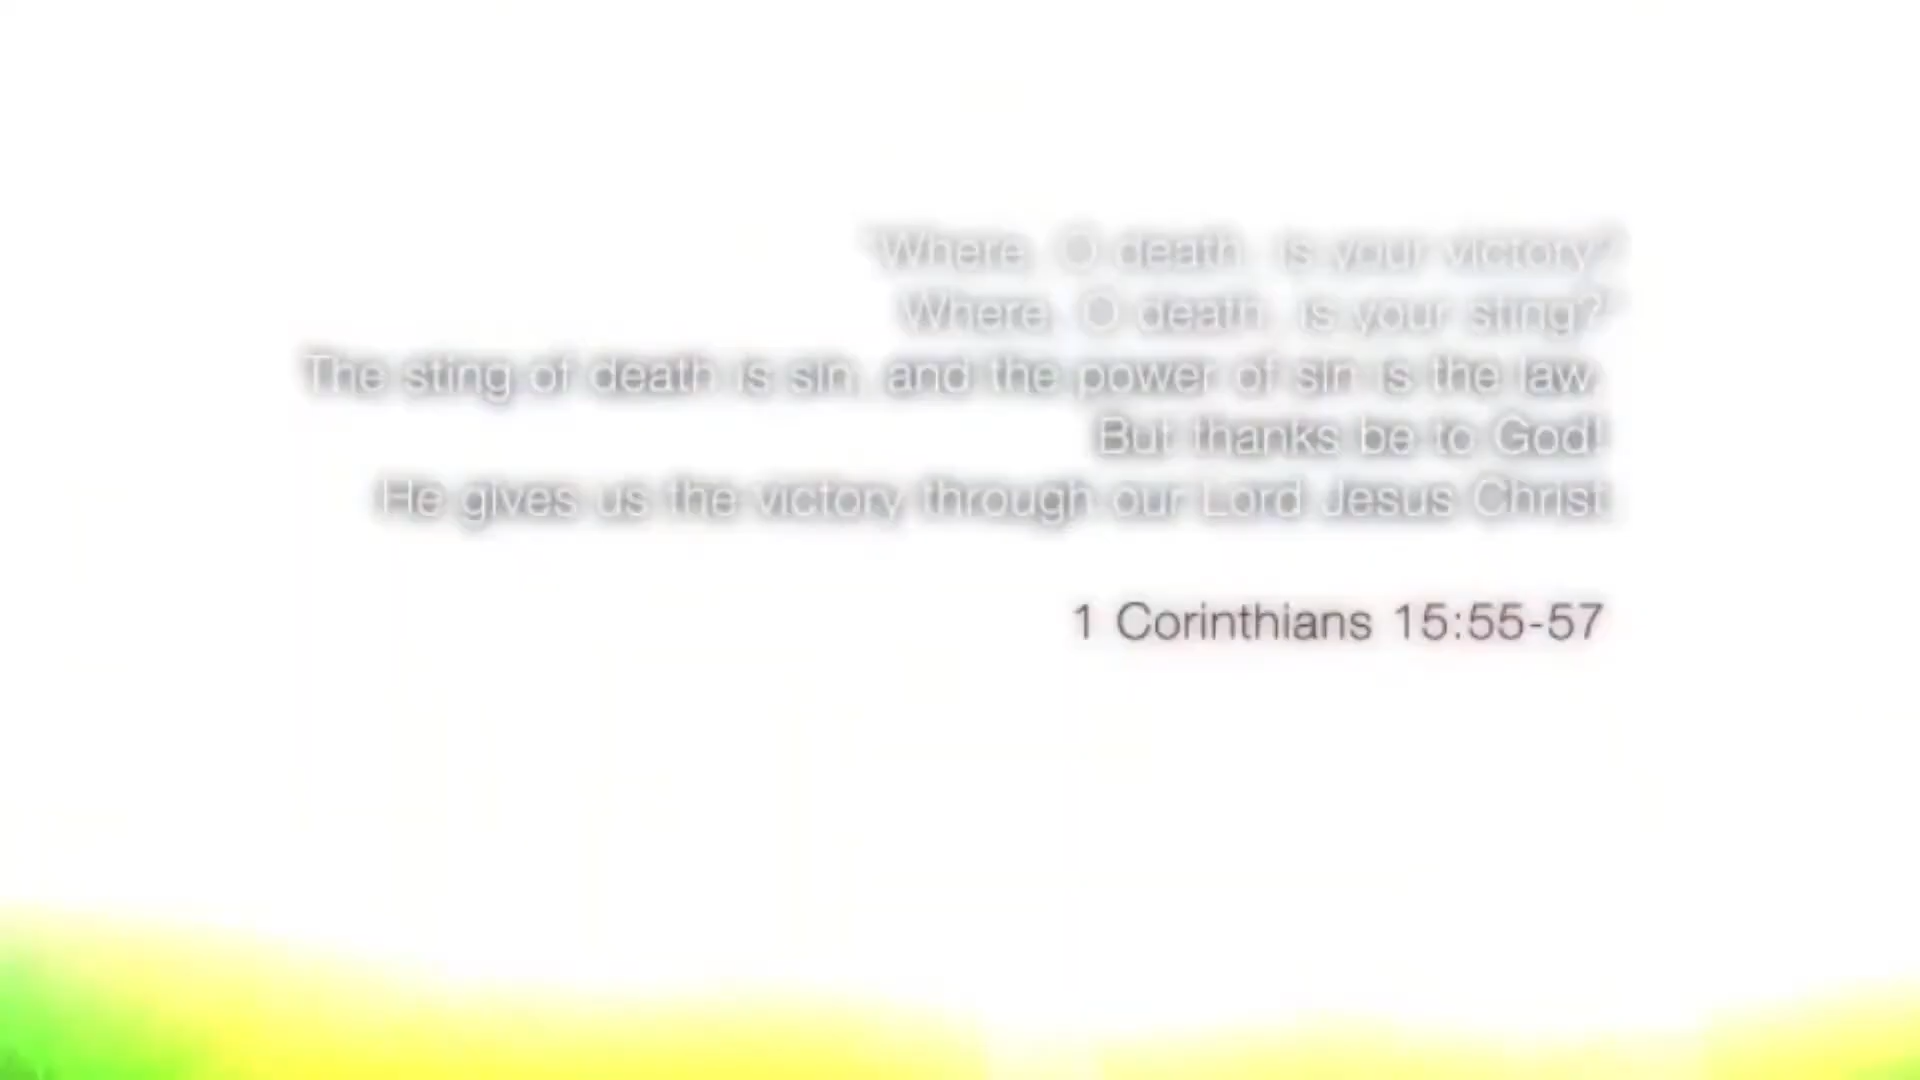 "Where, O death, is your victory?
Where, O death, is your sting?"
The sting of death is sin, and the power of sin is the law.
But thanks be to God!
He gives us the victory through our Lord Jesus Christ
1 Corinthians 15:55-57